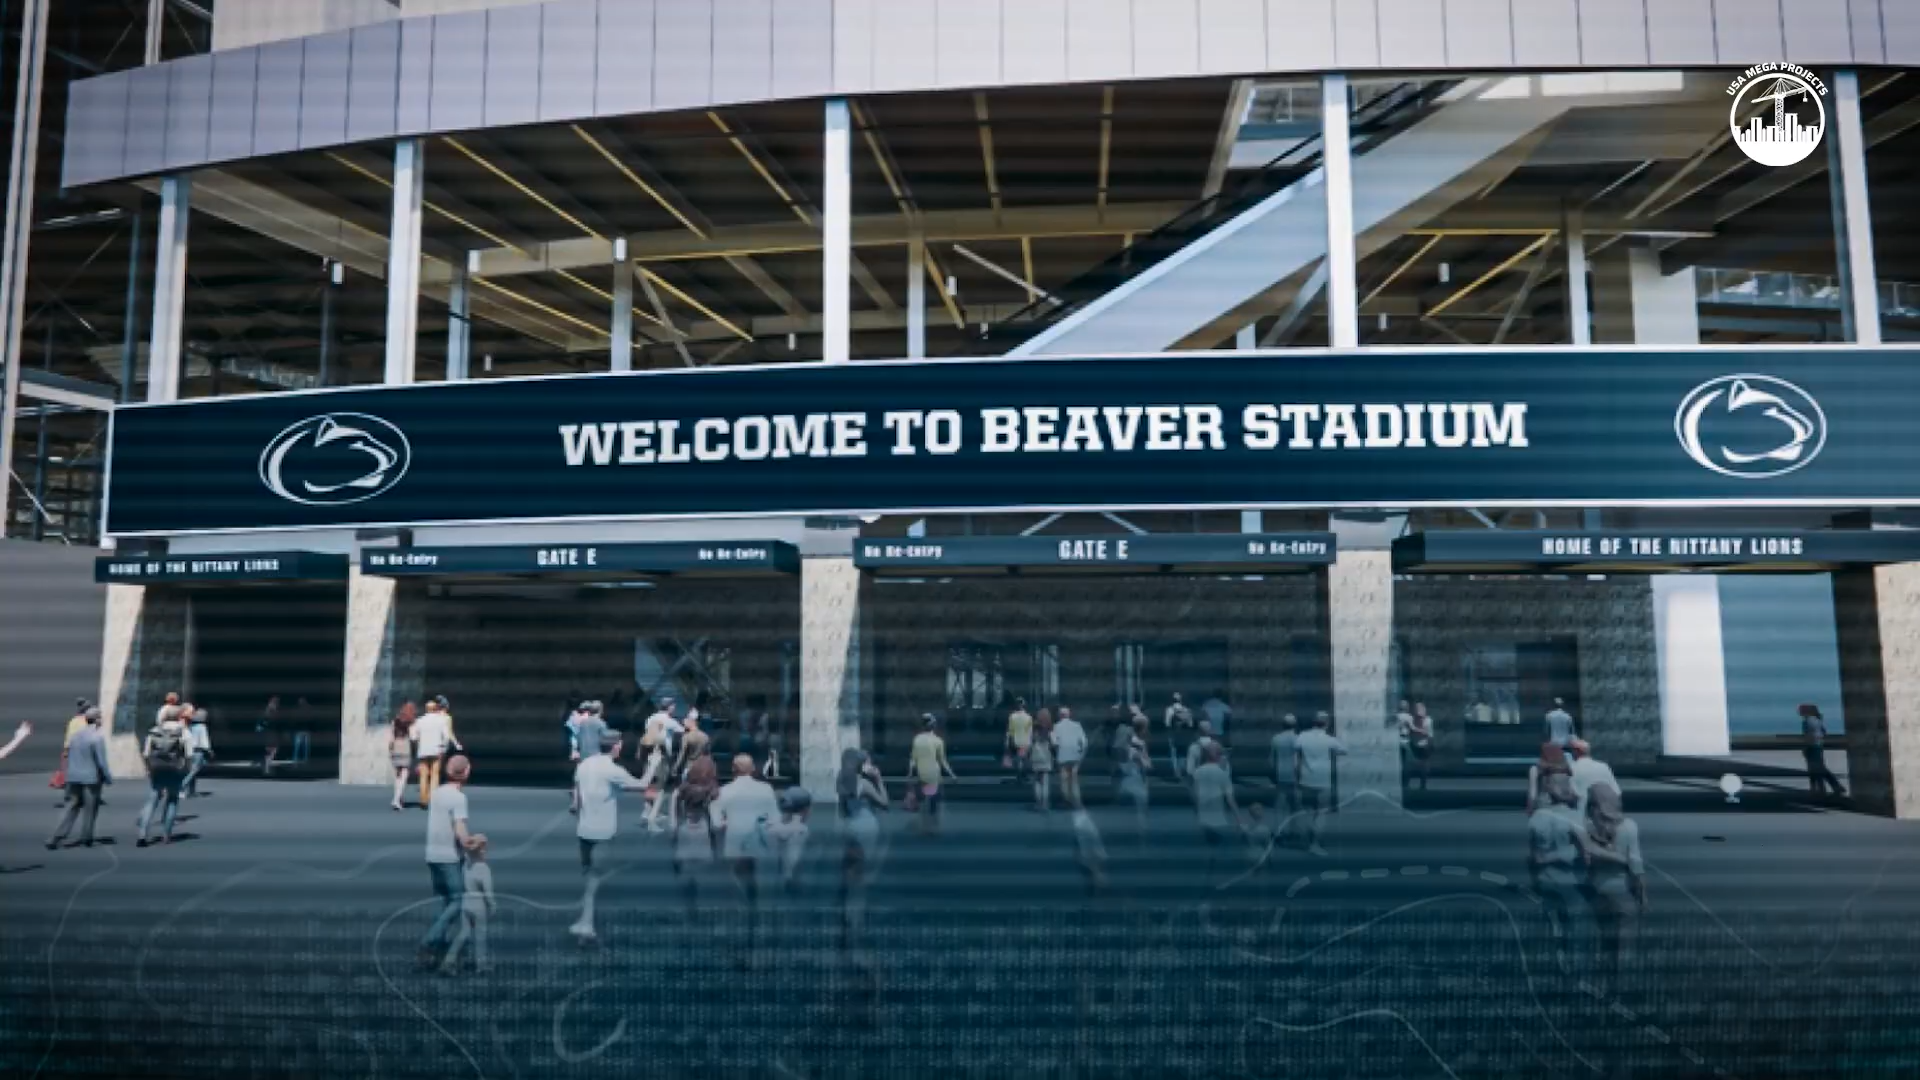 USA MEGA PROJECTS
WELCOME TO BEAVER STADIUM
HOME OF THE NITTANY LIONS
No Re-Entry GATE E No Re-Entry
No Re-Entry GATE E No Re-Entry
HOME OF THE NITTANY LIONS